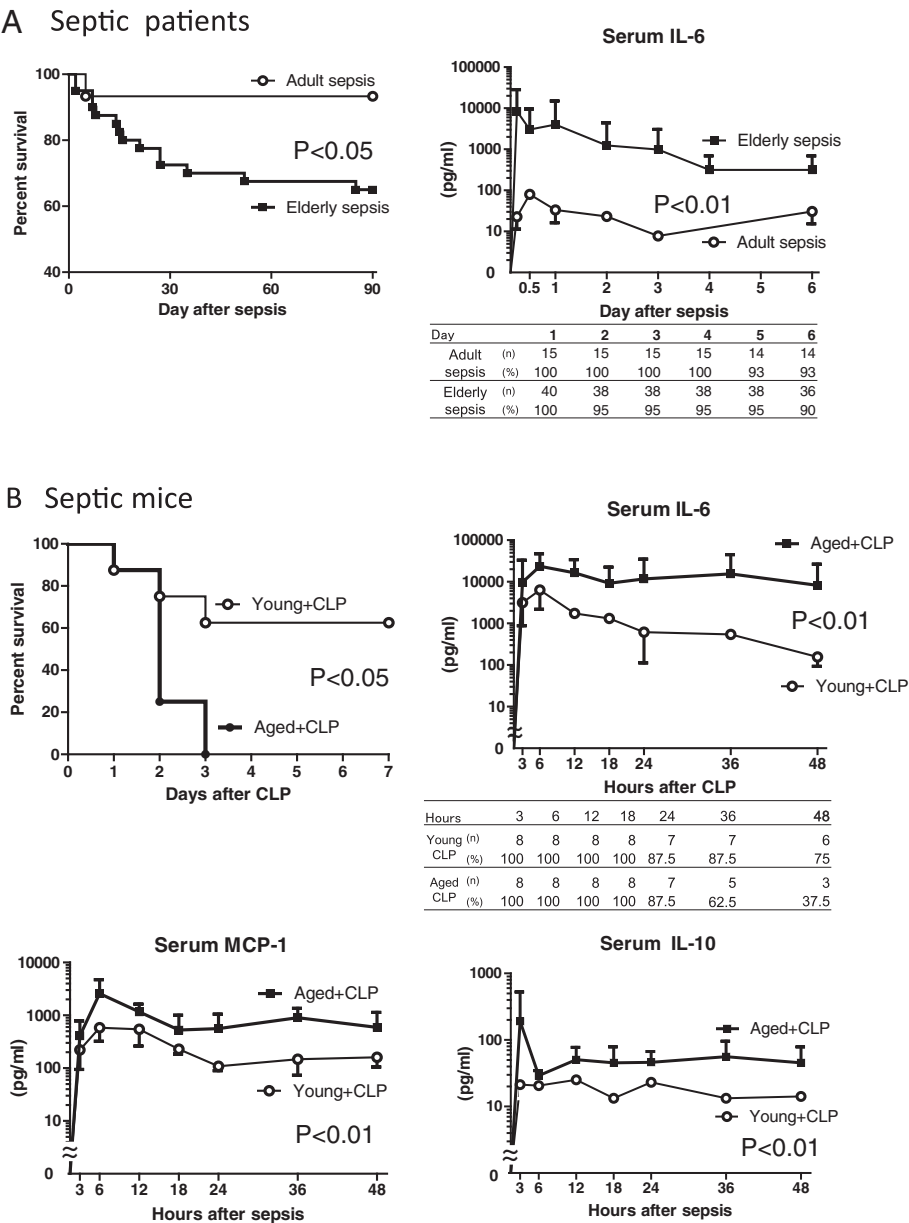 A Septic patients
Percent survival
100
80
60
40
0 30 60 90
Day after sepsis
Adult sepsis
P<0.05
Elderly sepsis
Serum IL-6
(pg/ml)
100000
10000
1000
100
10
0
0.5 1 2 3 4 5 6
Day after sepsis
Elderly sepsis
P<0.01
Adult sepsis
Day 1 2 3 4 5 6
Adult (n) 15 15 15 15 14 14
sepsis (%) 100 100 100 100 93 93
Elderly (n) 40 38 38 38 38 36
sepsis (%) 100 95 95 95 95 90
B Septic mice
Percent survival
100
80
60
40
20
0
0 1 2 3 4 5 6 7
Days after CLP
Young+CLP
P<0.05
Aged+CLP
Serum IL-6
(pg/ml)
100000
10000
1000
100
10
0
3 6 12 18 24 36 48
Hours after CLP
Aged+CLP
P<0.01
Young+CLP
Hours 3 6 12 18 24 36 48
Young (n) 8 8 8 8 7 7 6
CLP (%) 100 100 100 100 87.5 87.5 75
Aged (n) 8 8 8 8 7 5 3
CLP (%) 100 100 100 100 87.5 62.5 37.5
Serum MCP-1
(pg/ml)
10000
1000
100
10
0
3 6 12 18 24 36 48
Hours after sepsis
Aged+CLP
Young+CLP
P<0.01
Serum IL-10
(pg/ml)
1000
100
10
0
3 6 12 18 24 36 48
Hours after sepsis
Aged+CLP
Young+CLP
P<0.01